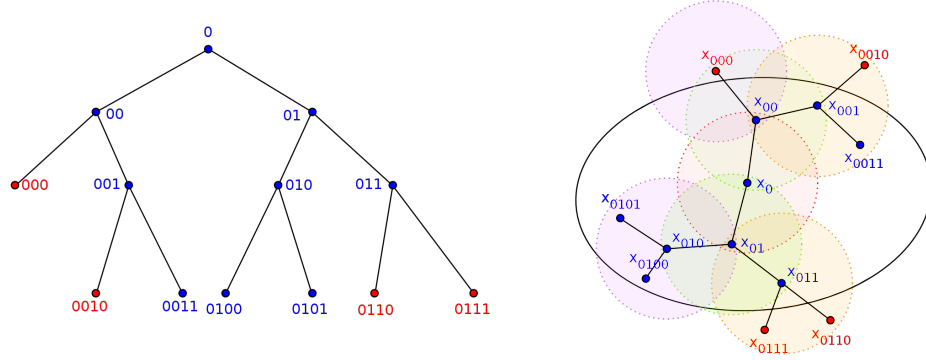 0
00
01
000
001
010
011
0010
0011
0100
0101
0110
0111
x₀₀₀
x₀₀₁₀
x₀₀
x₀₀₁
x₀₀₁₁
x₀
x₀₁₀₁
x₀₁₀
x₀₁
x₀₁₀₀
x₀₁₁
x₀₁₁₁
x₀₁₁₀